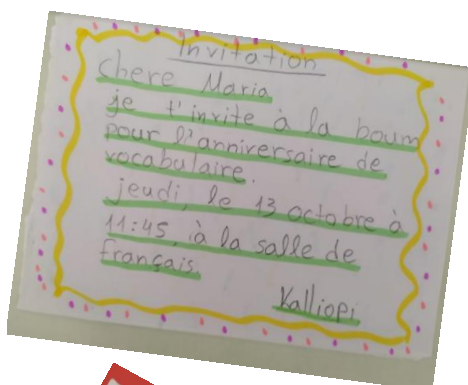 Invitation
Chere Maria
je t'invite à la boum
pour l'anniversaire de
vocabulaire.
jeudi, le 13 octobre à
11:45, à la salle de
français.
Kalliopi